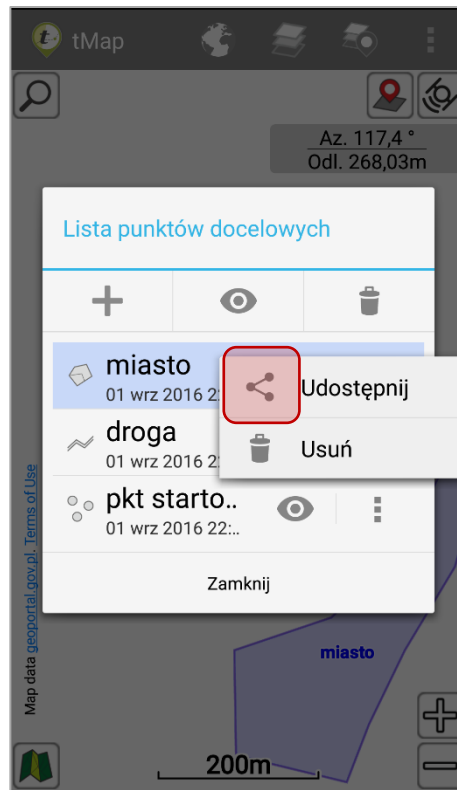 tMap
Az. 117,4 °
Odl. 268,03m
Lista punktów docelowych
miasto
01 wrz 2016 2
Udostępnij
droga
01 wrz 2016 2
Usuń
pkt starto..
01 wrz 2016 22:..
Zamknij
Map data geoportal.gov.pl. Terms of Use
miasto
200m